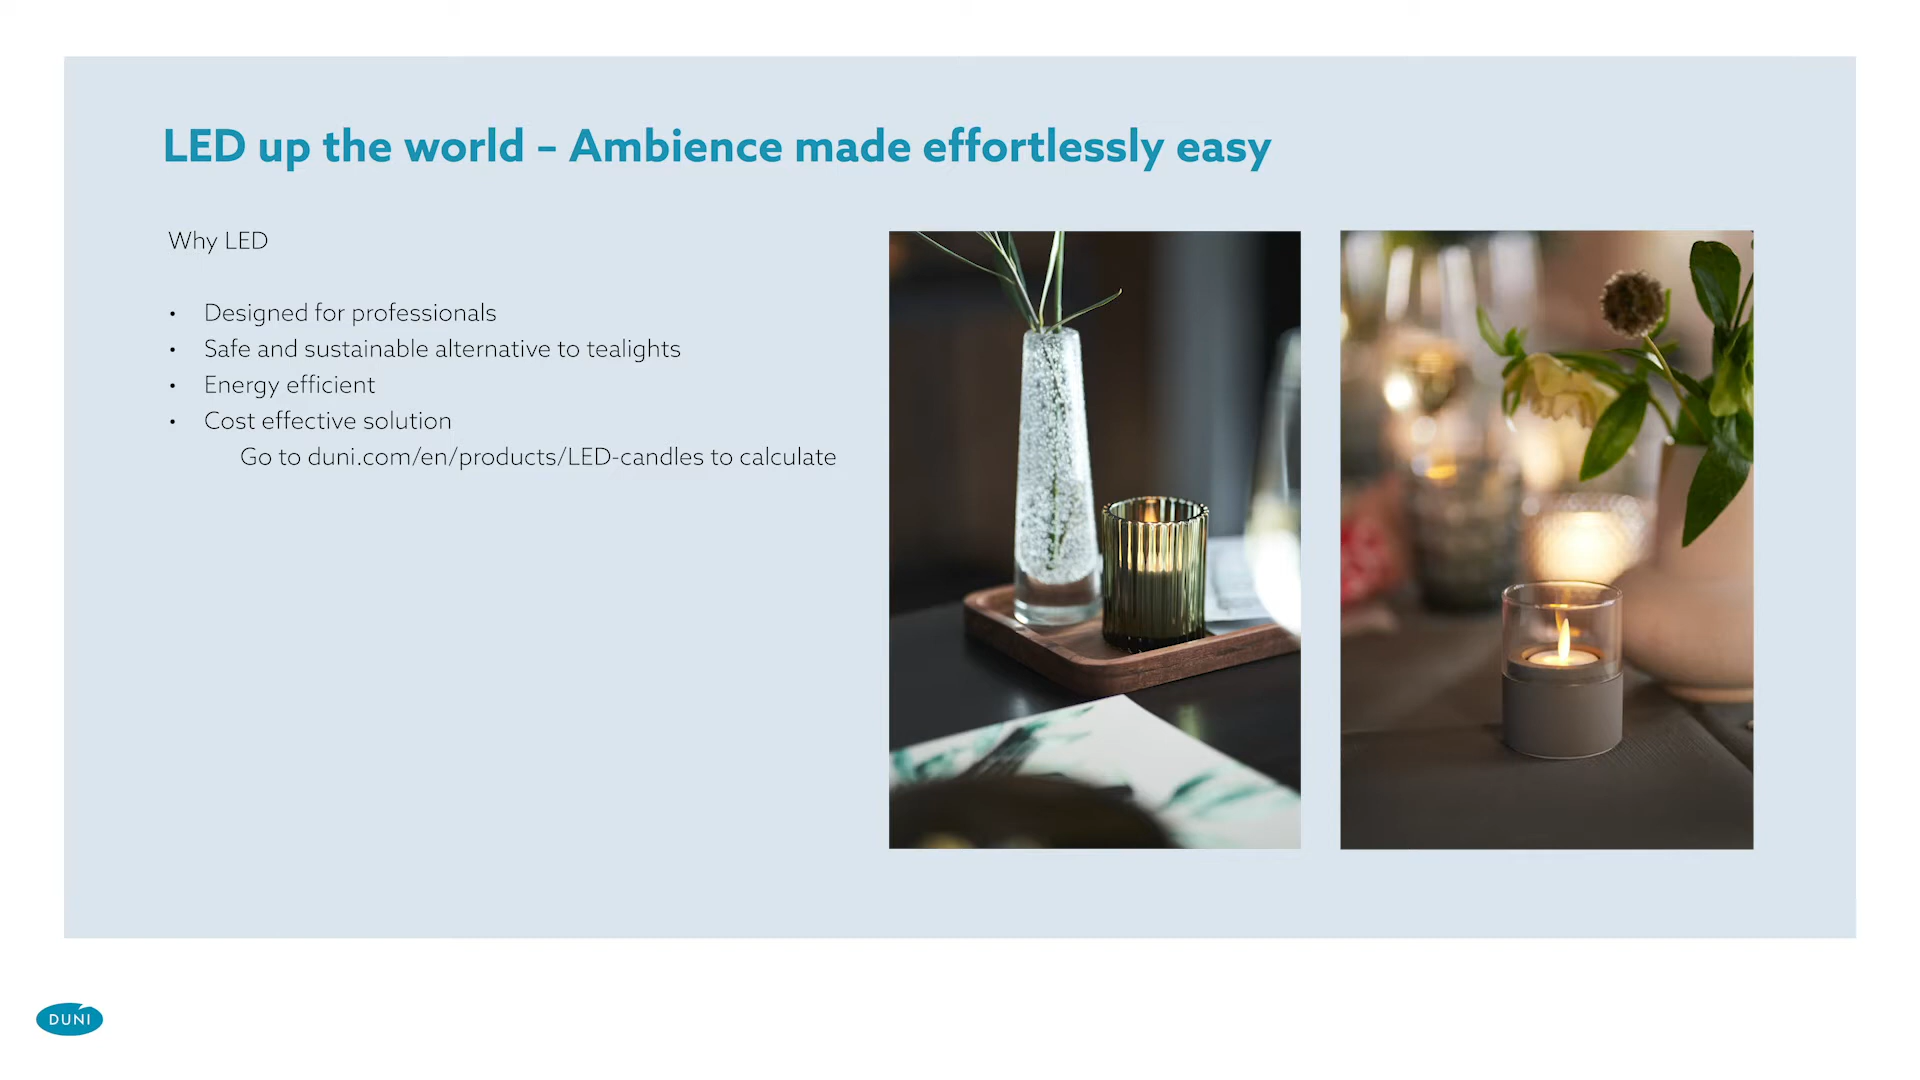 LED up the world – Ambience made effortlessly easy
Why LED
• Designed for professionals
• Safe and sustainable alternative to tealights
• Energy efficient
• Cost effective solution
Go to duni.com/en/products/LED-candles to calculate
DUNI